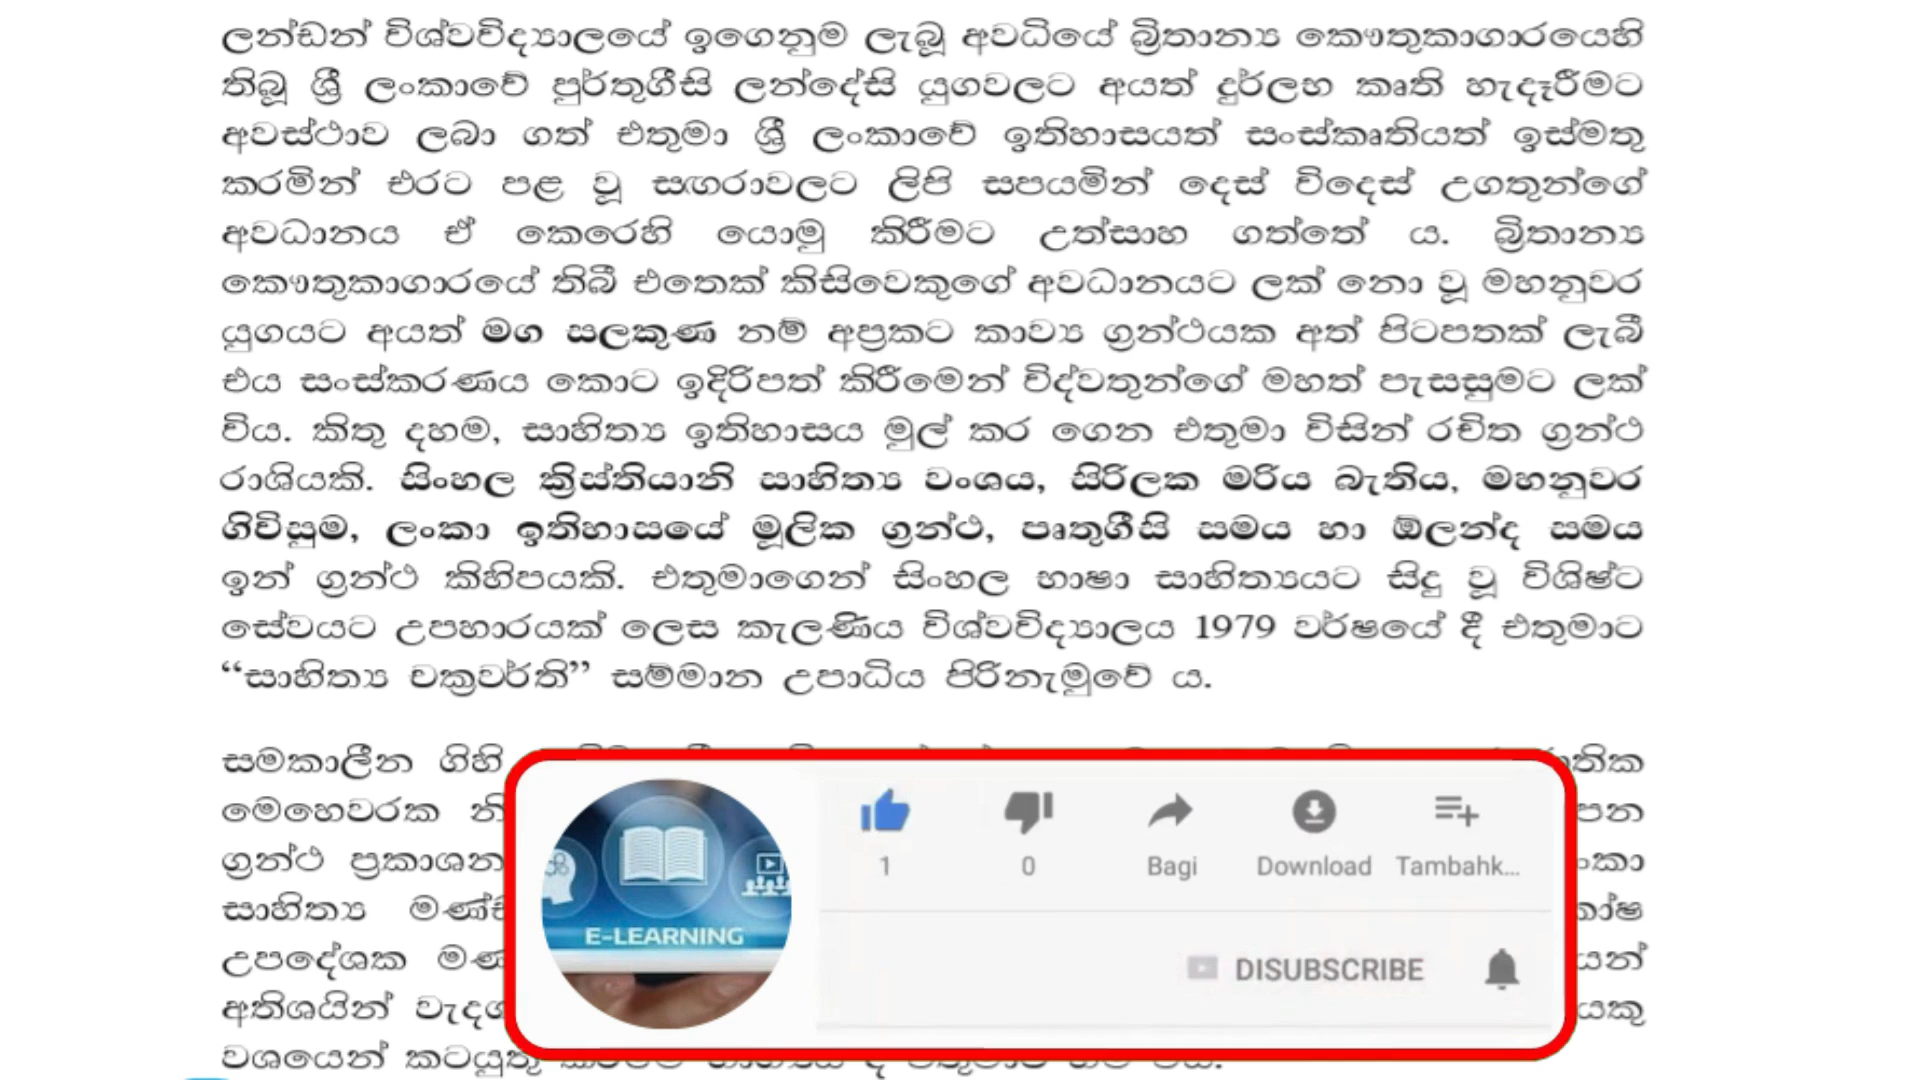 ලන්ඩන් විශ්වවිද්‍යාලයේ ඉගෙනුම ලැබූ අවධියේ බ්‍රිතාන්‍ය කෞතුකාගාරයෙහි
තිබූ ශ්‍රී ලංකාවේ පුර්තුගීසි ලන්දේසි යුගවලට අයත් දුර්ලභ කෘති හැදෑරීමට
අවස්ථාව ලබා ගත් එතුමා ශ්‍රී ලංකාවේ ඉතිහාසයත් සංස්කෘතියත් ඉස්මතු
කරමින් එරට පළ වූ සඟරාවලට ලිපි සපයමින් දෙස් විදෙස් උගතුන්ගේ
අවධානය ඒ කෙරෙහි යොමු කිරීමට උත්සාහ ගත්තේ ය. බ්‍රිතාන්‍ය
කෞතුකාගාරයේ තිබී එතෙක් කිසිවෙකුගේ අවධානයට ලක් නො වූ මහනුවර
යුගයට අයත් මග සලකුණ නම් අප්‍රකට කාව්‍ය ග්‍රන්ථයක අත් පිටපතක් ලැබී
එය සංස්කරණය කොට ඉදිරිපත් කිරීමෙන් විද්වතුන්ගේ මහත් පැසසුමට ලක්
විය. කිතු දහම, සාහිත්‍ය ඉතිහාසය මුල් කර ගෙන එතුමා විසින් රචිත ග්‍රන්ථ
රාශියකි. සිංහල ක්‍රිස්තියානි සාහිත්‍ය වංශය, සිරිලක මරිය බැතිය, මහනුවර
ගිවිසුම, ලංකා ඉතිහාසයේ මූලික ග්‍රන්ථ, පෘතුගීසි සමය හා ඕලන්ද සමය
ඉන් ග්‍රන්ථ කිහිපයකි. එතුමාගෙන් සිංහල භාෂා සාහිත්‍යයට සිදු වූ විශිෂ්ට
සේවයට උපහාරයක් ලෙස කැලණිය විශ්වවිද්‍යාලය 1979 වර්ෂයේ දී එතුමාට
“සාහිත්‍ය චක්‍රවර්ති” සම්මාන උපාධිය පිරිනැමුවේ ය.
සමකාලීන ගිහි
මෙහෙවරක
ග්‍රන්ථ ප්‍රකාශන
සාහිත්‍ය
උපදේශක
අතිශයින්
වශයෙන් කටයුතු
E-LEARNING
1 0 Bagi Download Tambahk...
DISUBSCRIBE